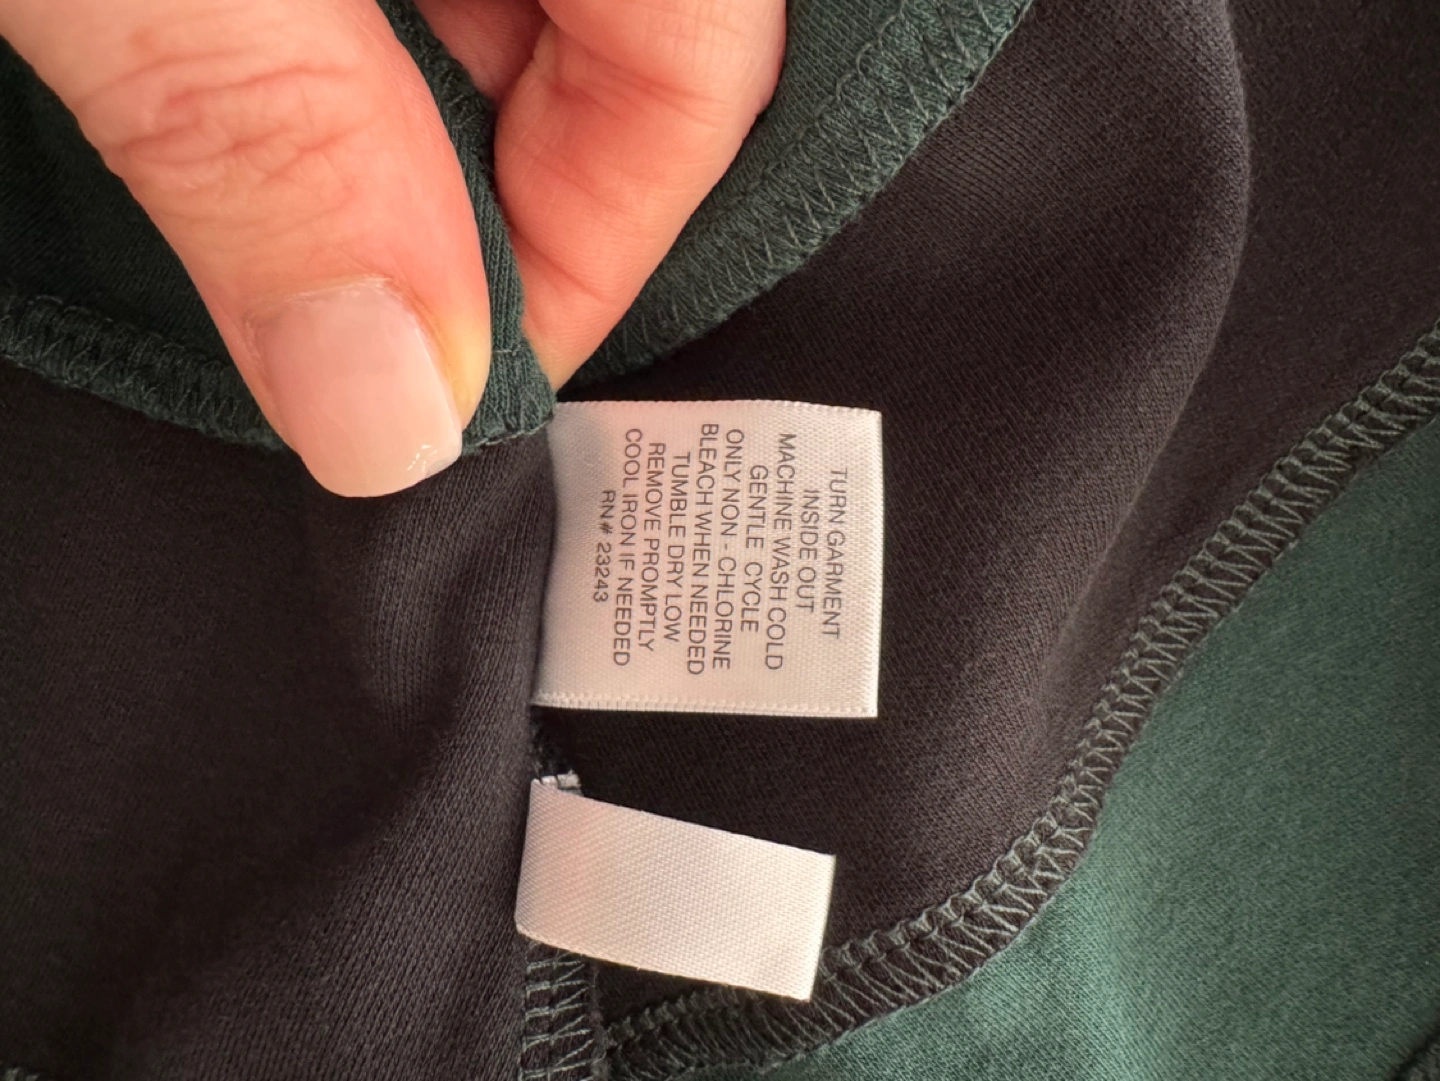 TURN GARMENT
INSIDE OUT
MACHINE WASH COLD
GENTLE CYCLE
ONLY NON - CHLORINE
BLEACH WHEN NEEDED
TUMBLE DRY LOW
REMOVE PROMPTLY
COOL IRON IF NEEDED
RN# 23243